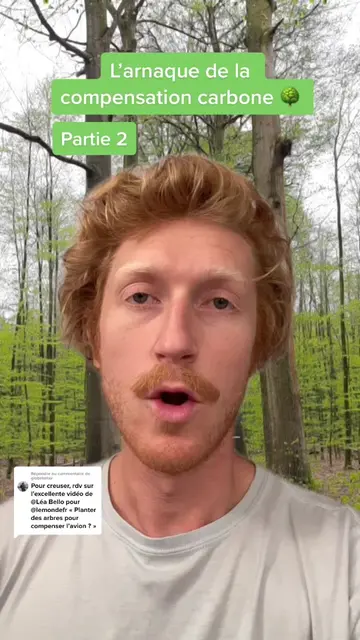 L'arnaque de la
compensation carbone
Partie 2
Répondre au commentaire de
Pour creuser, rdv sur
l'excellente vidéo de
@Léa Bello pour
@lemondefr « Planter
des arbres pour
compenser l'avion ? »